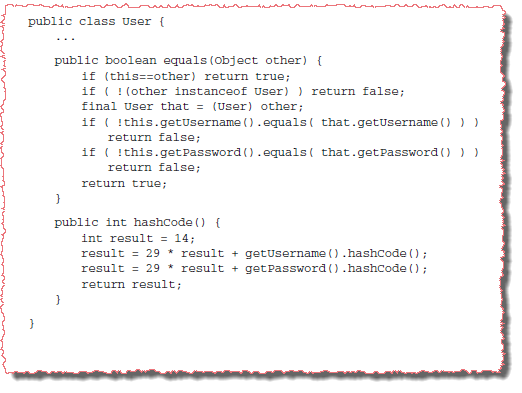 public class User {
...
public boolean equals(Object other) {
if (this==other) return true;
if ( !(other instanceof User) ) return false;
final User that = (User) other;
if ( !this.getUsername().equals( that.getUsername() ) )
return false;
if ( !this.getPassword().equals( that.getPassword() ) )
return false;
return true;
}
public int hashCode() {
int result = 14;
result = 29 * result + getUsername().hashCode();
result = 29 * result + getPassword().hashCode();
return result;
}
}